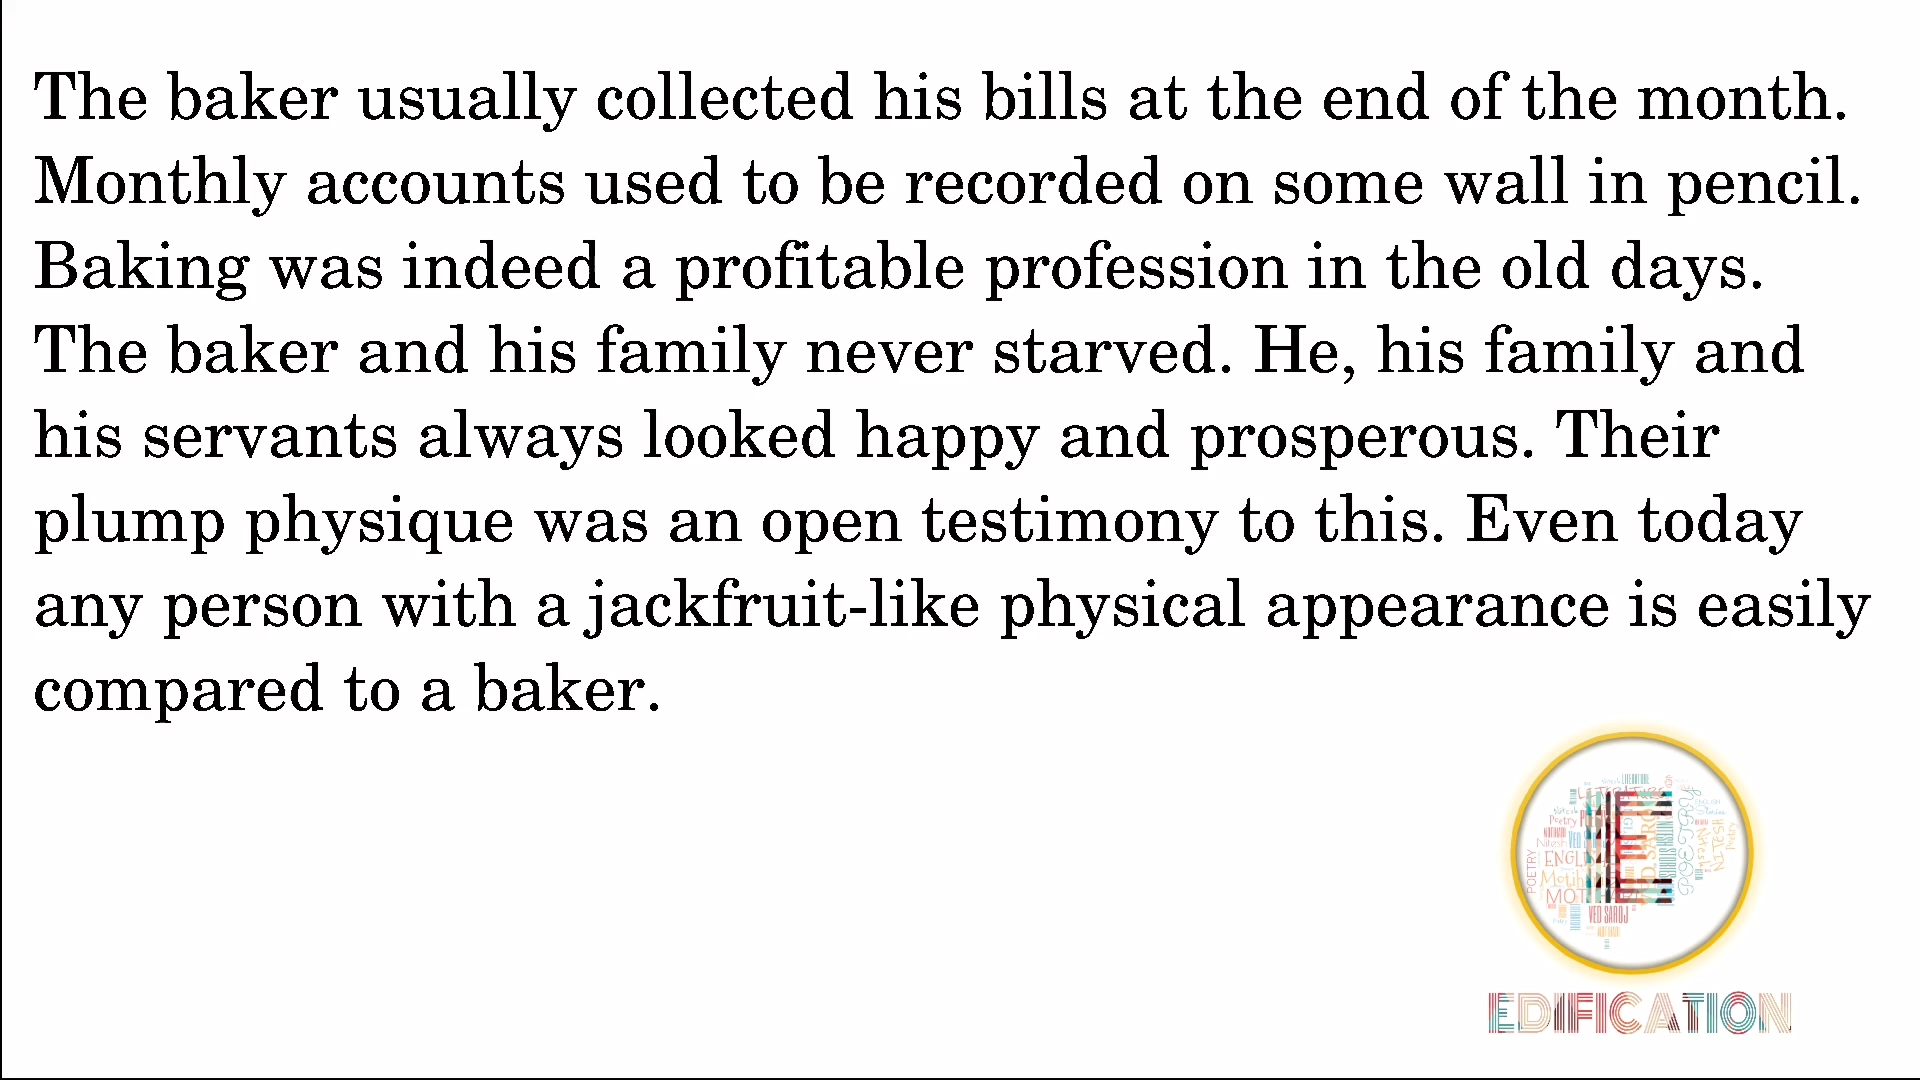 The baker usually collected his bills at the end of the month.
Monthly accounts used to be recorded on some wall in pencil.
Baking was indeed a profitable profession in the old days.
The baker and his family never starved. He, his family and
his servants always looked happy and prosperous. Their
plump physique was an open testimony to this. Even today
any person with a jackfruit-like physical appearance is easily
compared to a baker.
E
EDIFICATION